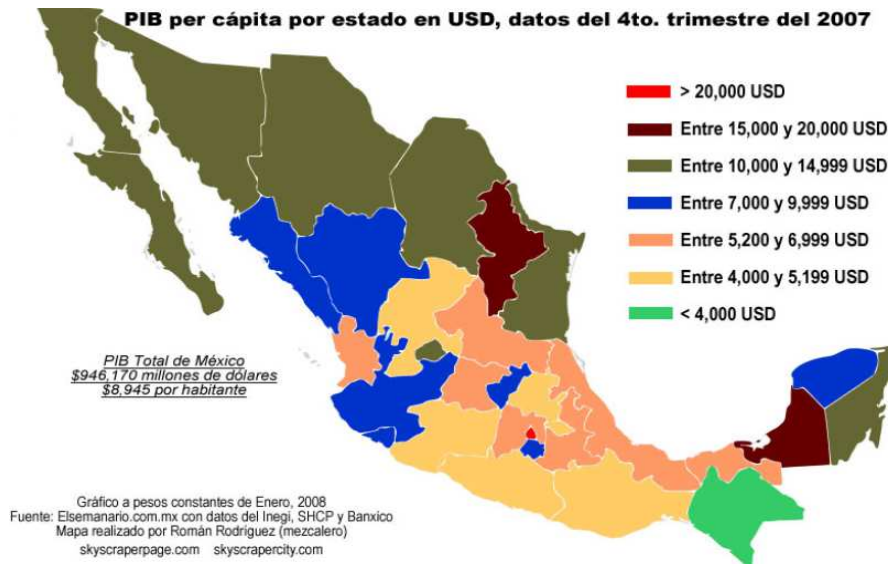 PIB per cápita por estado en USD, datos del 4to. trimestre del 2007
> 20,000 USD
Entre 15,000 y 20,000 USD
Entre 10,000 y 14,999 USD
Entre 7,000 y 9,999 USD
Entre 5,200 y 6,999 USD
Entre 4,000 y 5,199 USD
< 4,000 USD
PIB Total de México
$946,170 millones de dólares
$8,945 por habitante
Gráfico a pesos constantes de Enero, 2008
Fuente: Elsemanario.com.mx con datos del Inegi, SHCP y Banxico
Mapa realizado por Román Rodríguez (mezcalero)
skyscraperpage.com skyscrapercity.com